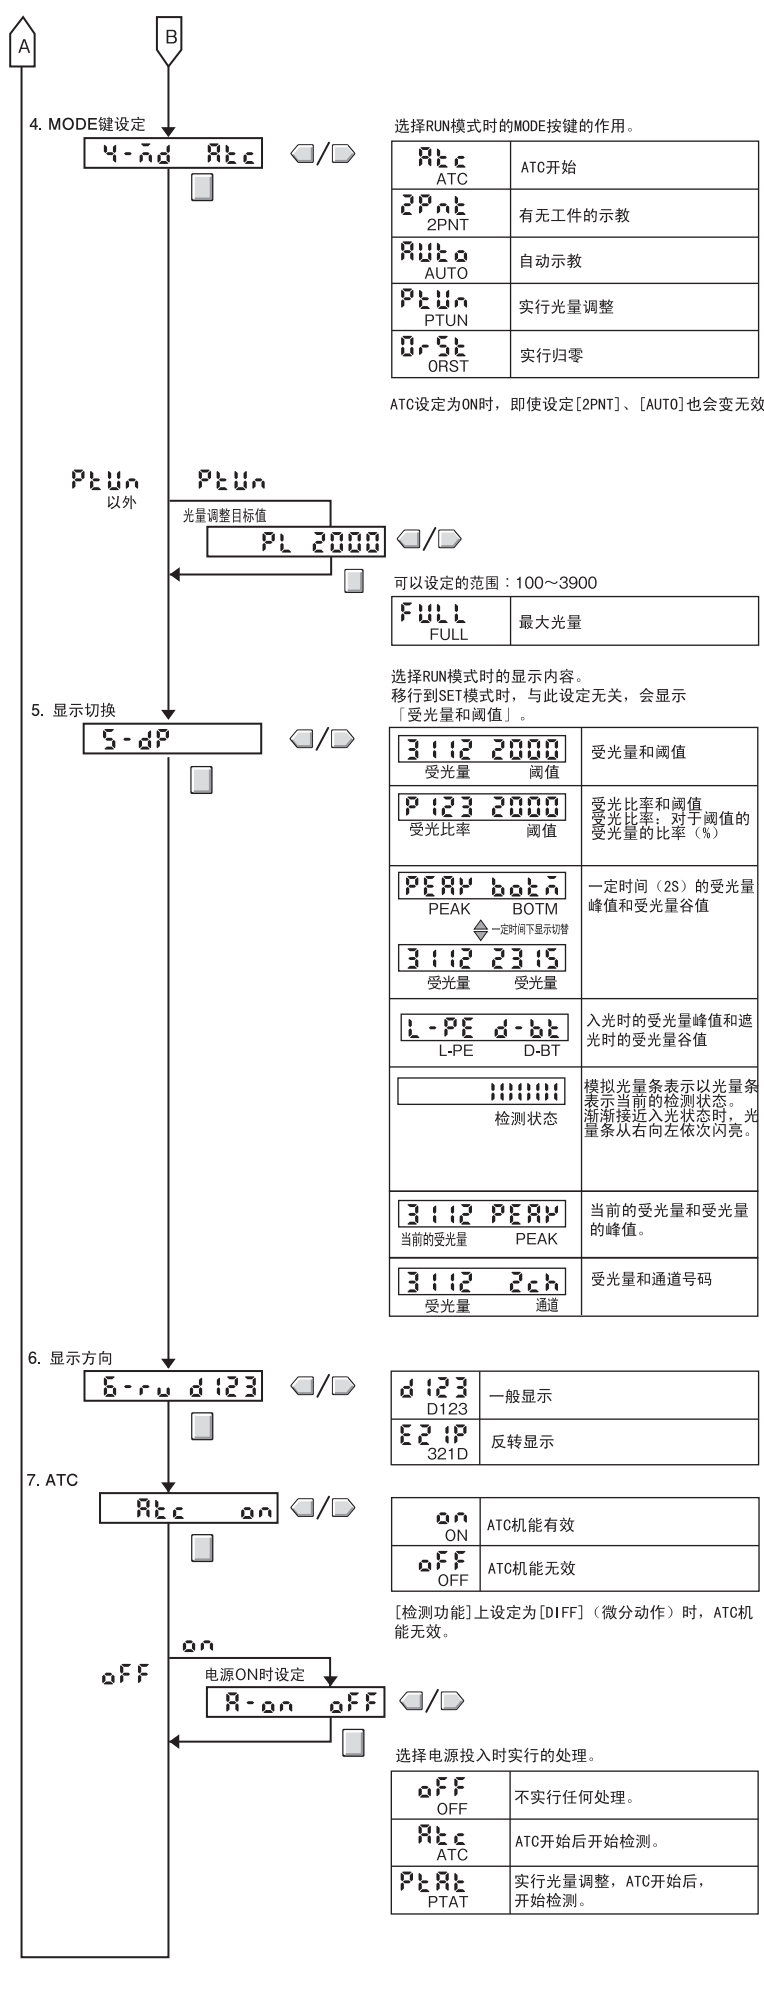 A
B
4. MODE键设定
选择RUN模式时的MODE按键的作用。
4-md Atc
Atc
ATC
ATC开始
2Pnt
2PNT
有无工件的示教
AUto
AUTO
自动示教
PtUn
PTUN
实行光量调整
0rSt
0RST
实行归零
ATC设定为ON时，即使设定[2PNT]、[AUTO]也会变无效
PtUn
以外
PtUn
光量调整目标值
PL 2000
可以设定的范围：100～3900
FULL
FULL
最大光量
选择RUN模式时的显示内容。
移行到SET模式时，与此设定无关，会显示
「受光量和阈值」。
5. 显示切换
5-dP
3112 2000
受光量 阈值
受光量和阈值
P123 2000
受光比率 阈值
受光比率和阈值
受光比率：对于阈值的
受光量的比率（%）
PEAK botm
PEAK BOTM
一定时间下显示切替
3112 2315
受光量 受光量
一定时间（2S）的受光量
峰值和受光量谷值
L-PE d-bt
L-PE D-BT
入光时的受光量峰值和遮
光时的受光量谷值
检测状态
模拟光量条表示以光量条
表示当前的检测状态。
渐渐接近入光状态时，光
量条从右向左依次闪亮。
3112 PEAK
当前的受光量 PEAK
当前的受光量和受光量
的峰值。
3112 2ch
受光量 通道
受光量和通道号码
6. 显示方向
6-ru d123
d123
D123
一般显示
E21P
321D
反转显示
7. ATC
Atc on
on
ON
ATC机能有效
oFF
OFF
ATC机能无效
[检测功能]上设定为[DIFF]（微分动作）时，ATC机
能无效。
on
oFF
电源ON时设定
A-on oFF
选择电源投入时实行的处理。
oFF
OFF
不实行任何处理。
Atc
ATC
ATC开始后开始检测。
PtAt
PTAT
实行光量调整，ATC开始后，
开始检测。